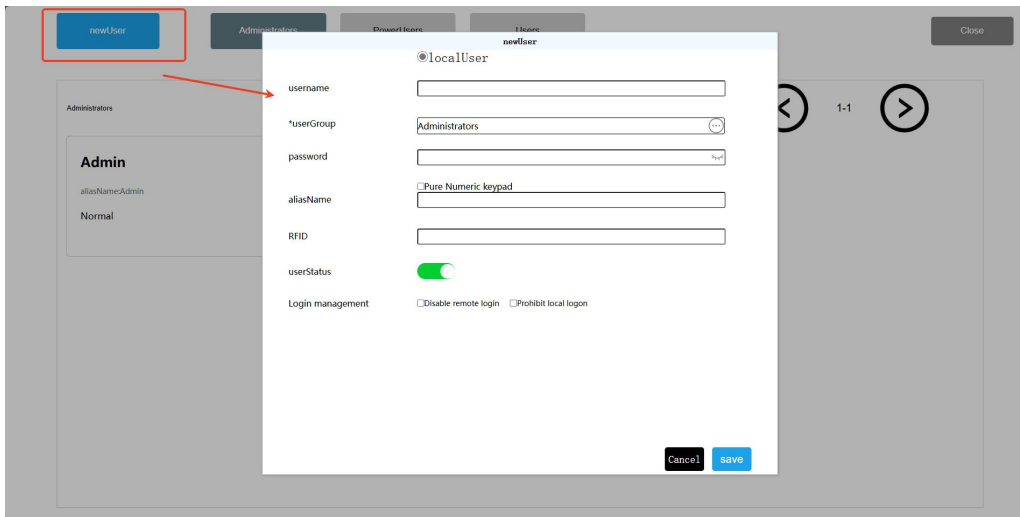 newUser
Administrators
PowerUsers
Users
Close
newUser
localUser
username
*userGroup
Administrators
password
Pure Numeric keypad
aliasName
RFID
userStatus
Login management
Disable remote login
Prohibit local logon
Cancel
save
Administrators
1-1
Admin
aliasName:Admin
Normal